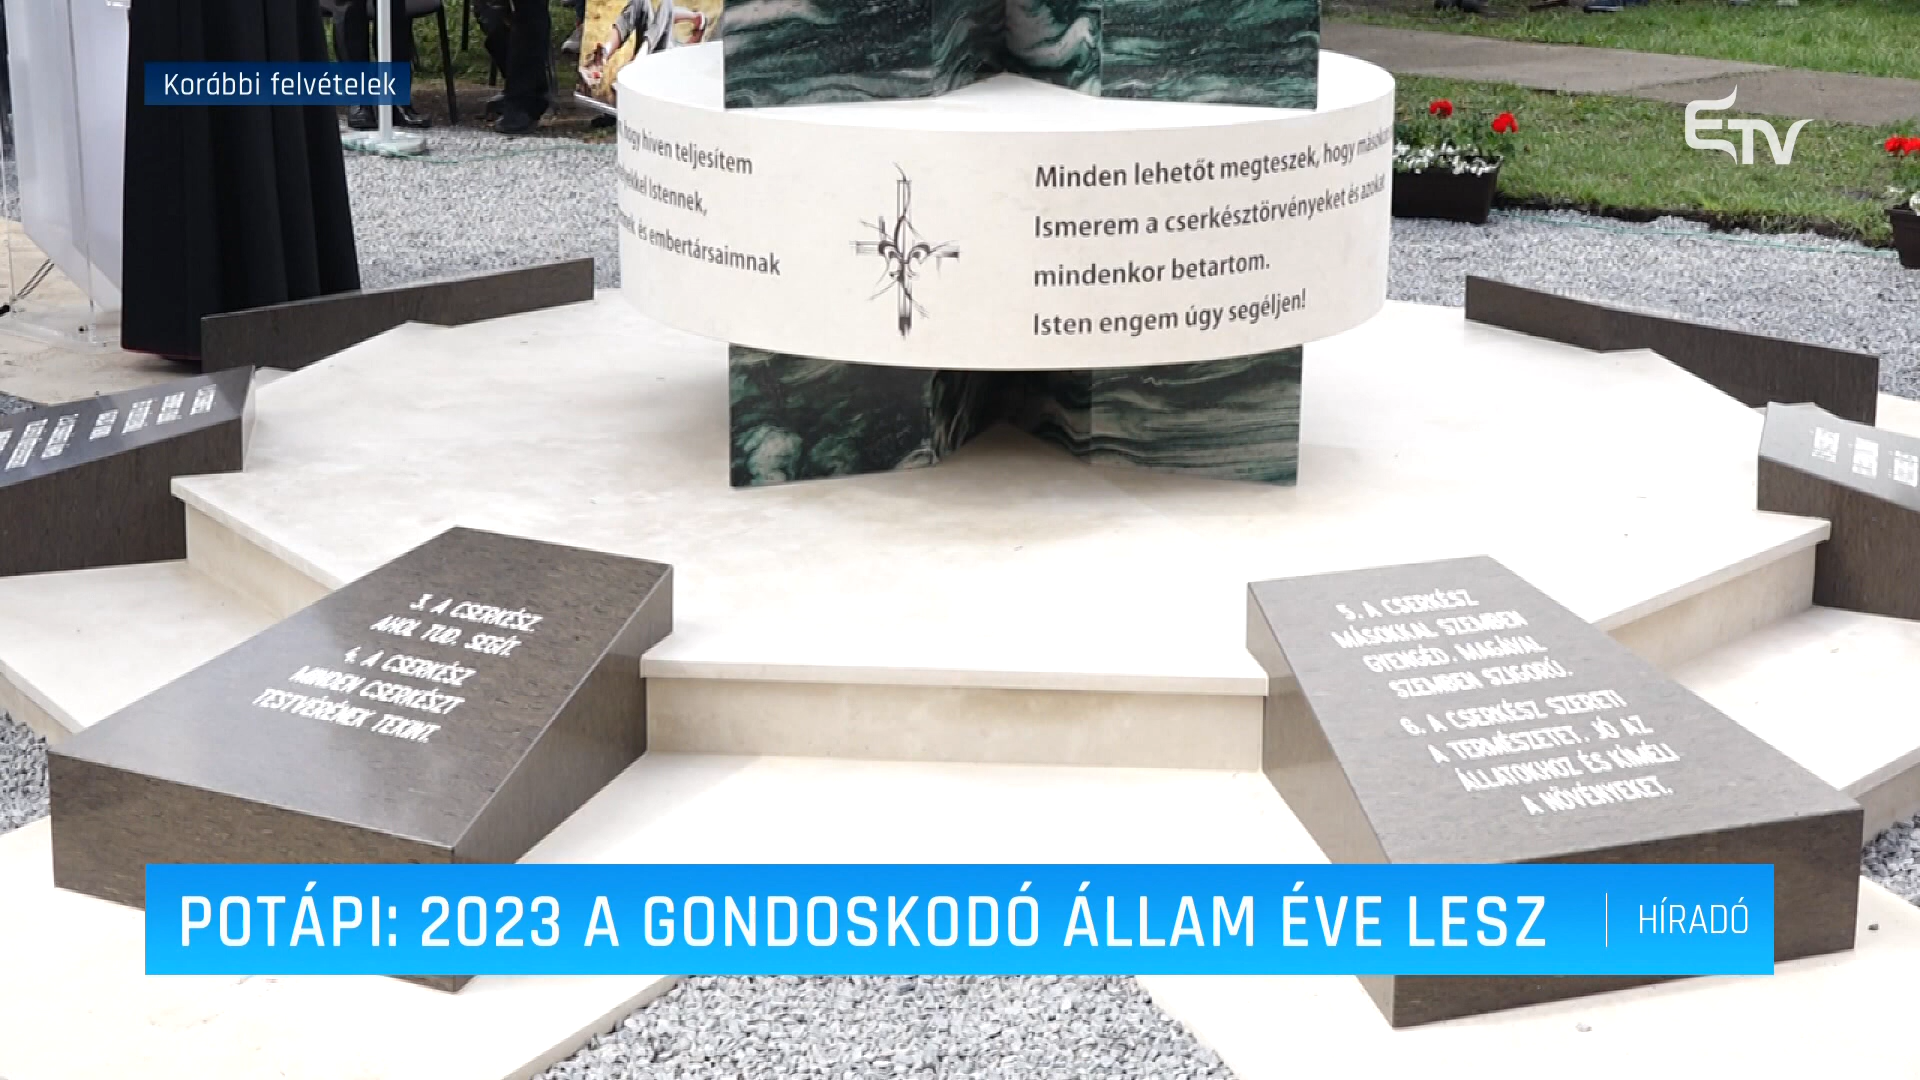 Korábbi felvételek
ETV
hogy híven teljesítem
Istennek,
és embertársaimnak
Minden lehetőt megteszek, hogy
Ismerem a cserkésztörvényeket és azokat
mindenkor betartom.
Isten engem úgy segéljen!
3. A CSERKÉSZ
AHOL TUD, SEGÍT.
4. A CSERKÉSZ
MINDEN CSERKÉSZT
TESTVÉRÉNEK TEKINT.
5. A CSERKÉSZ
MÁSOKKAL SZEMBEN
GYENGÉD, MAGÁVAL
SZEMBEN SZIGORÚ.
6. A CSERKÉSZ SZERETI
A TERMÉSZETET, JÓ AZ
ÁLLATOKHOZ ÉS KÍMÉLI
A NÖVÉNYEKET.
POTÁPI: 2023 A GONDOSKODÓ ÁLLAM ÉVE LESZ
HÍRADÓ